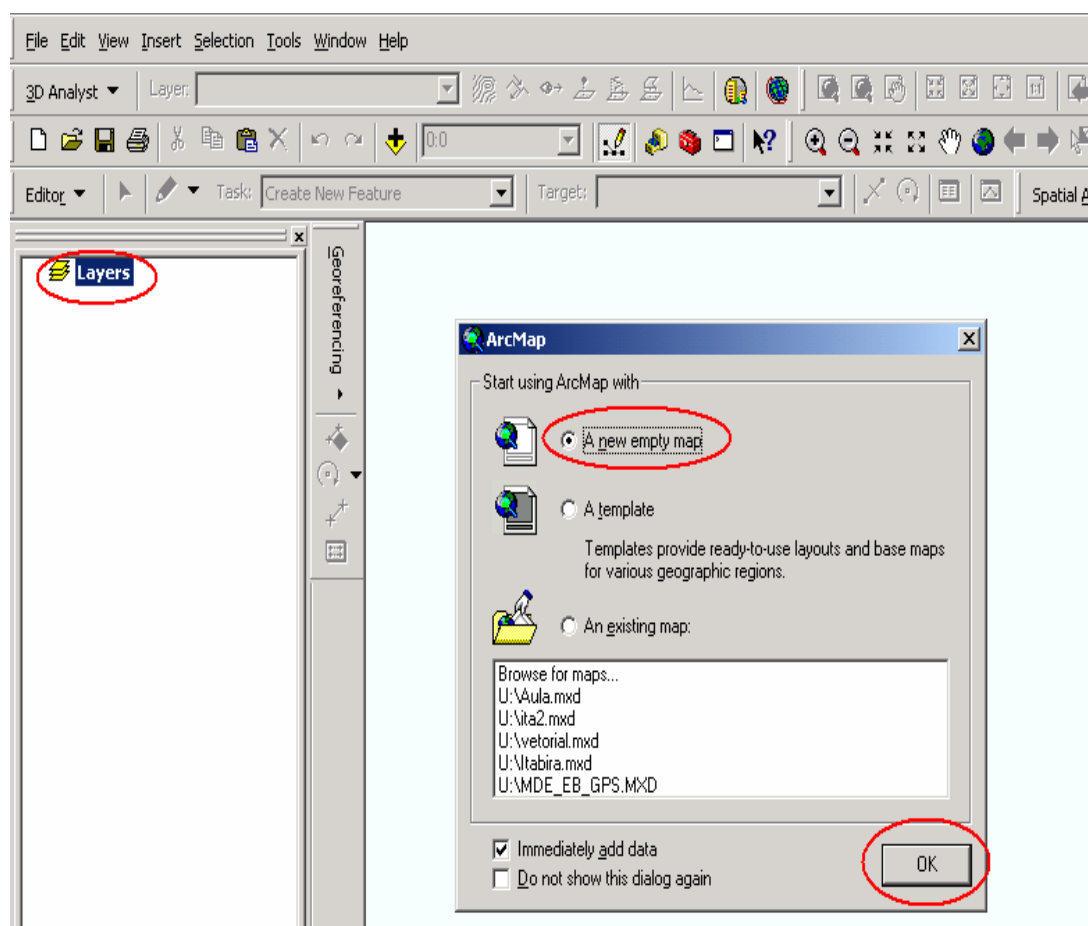 File Edit View Insert Selection Tools Window Help
3D Analyst Layer:
0:0
Editor Task: Create New Feature Target: Spatial A
Layers
Georeferencing
ArcMap
Start using ArcMap with
A new empty map
A template
Templates provide ready-to-use layouts and base maps
for various geographic regions.
An existing map:
Browse for maps...
U:\Aula.mxd
U:\ita2.mxd
U:\vetorial.mxd
U:\Itabira.mxd
U:\MDE_EB_GPS.MXD
Immediately add data
Do not show this dialog again
OK